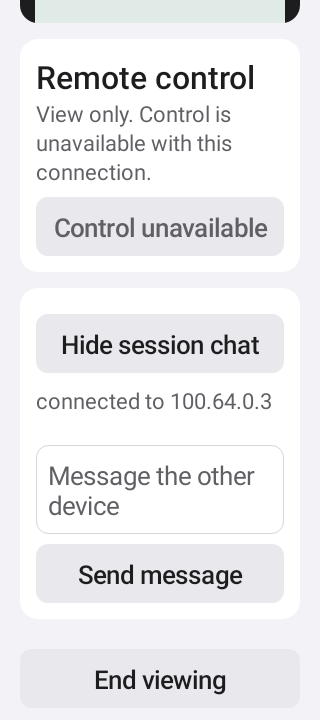 Remote control
View only. Control is
unavailable with this
connection.
Control unavailable
Hide session chat
connected to 100.64.0.3
Message the other
device
Send message
End viewing